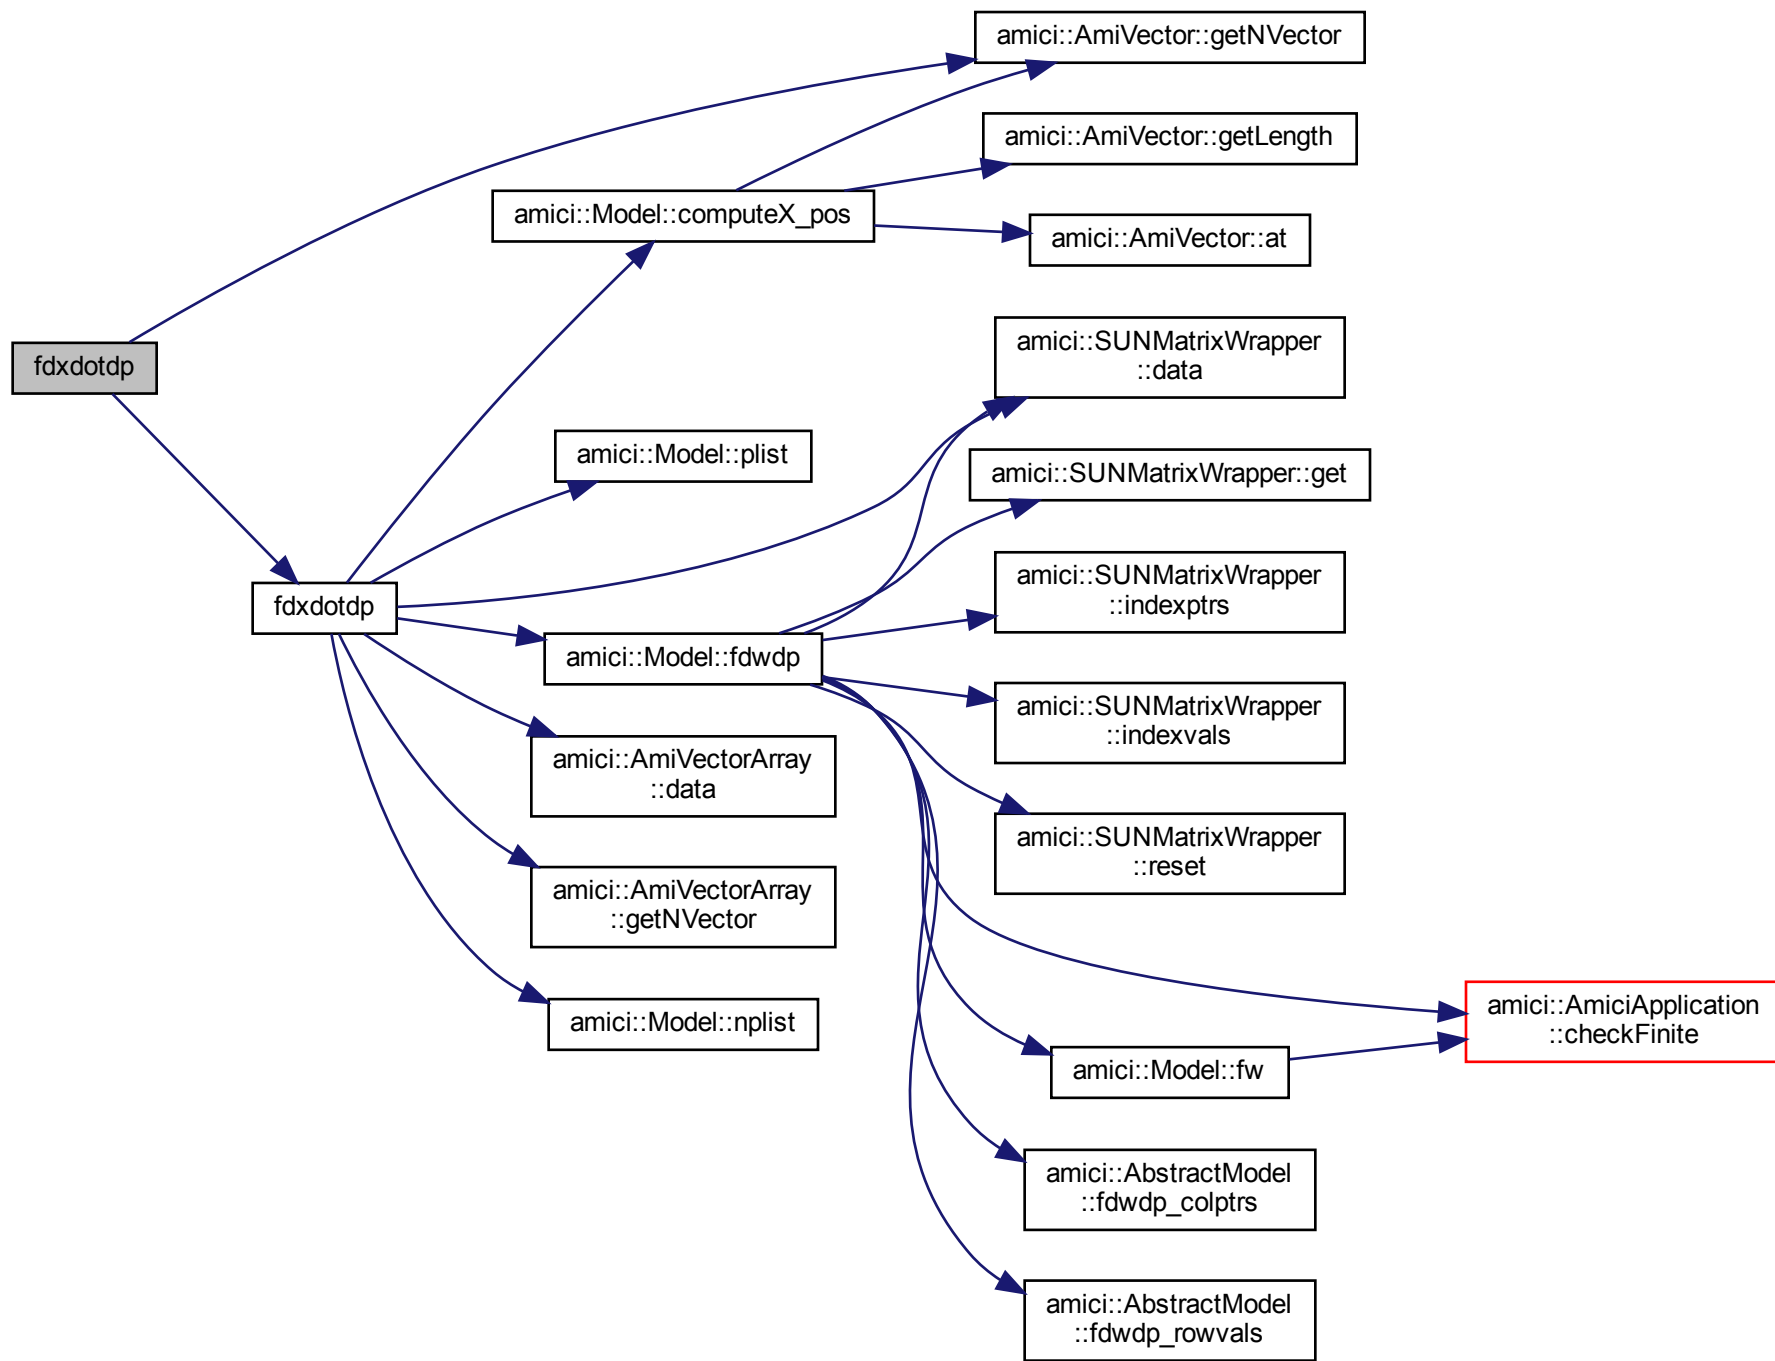 amici::AmiVector::getNVector
amici::AmiVector::getLength
amici::Model::computeX_pos
amici::AmiVector::at
fdxdotdp
amici::SUNMatrixWrapper
::data
amici::Model::plist
amici::SUNMatrixWrapper::get
fdxdotdp
amici::SUNMatrixWrapper
::indexptrs
amici::Model::fdwdp
amici::SUNMatrixWrapper
::indexvals
amici::AmiVectorArray
::data
amici::SUNMatrixWrapper
::reset
amici::AmiVectorArray
::getNVector
amici::AmiciApplication
::checkFinite
amici::Model::nplist
amici::Model::fw
amici::AbstractModel
::fdwdp_colptrs
amici::AbstractModel
::fdwdp_rowvals